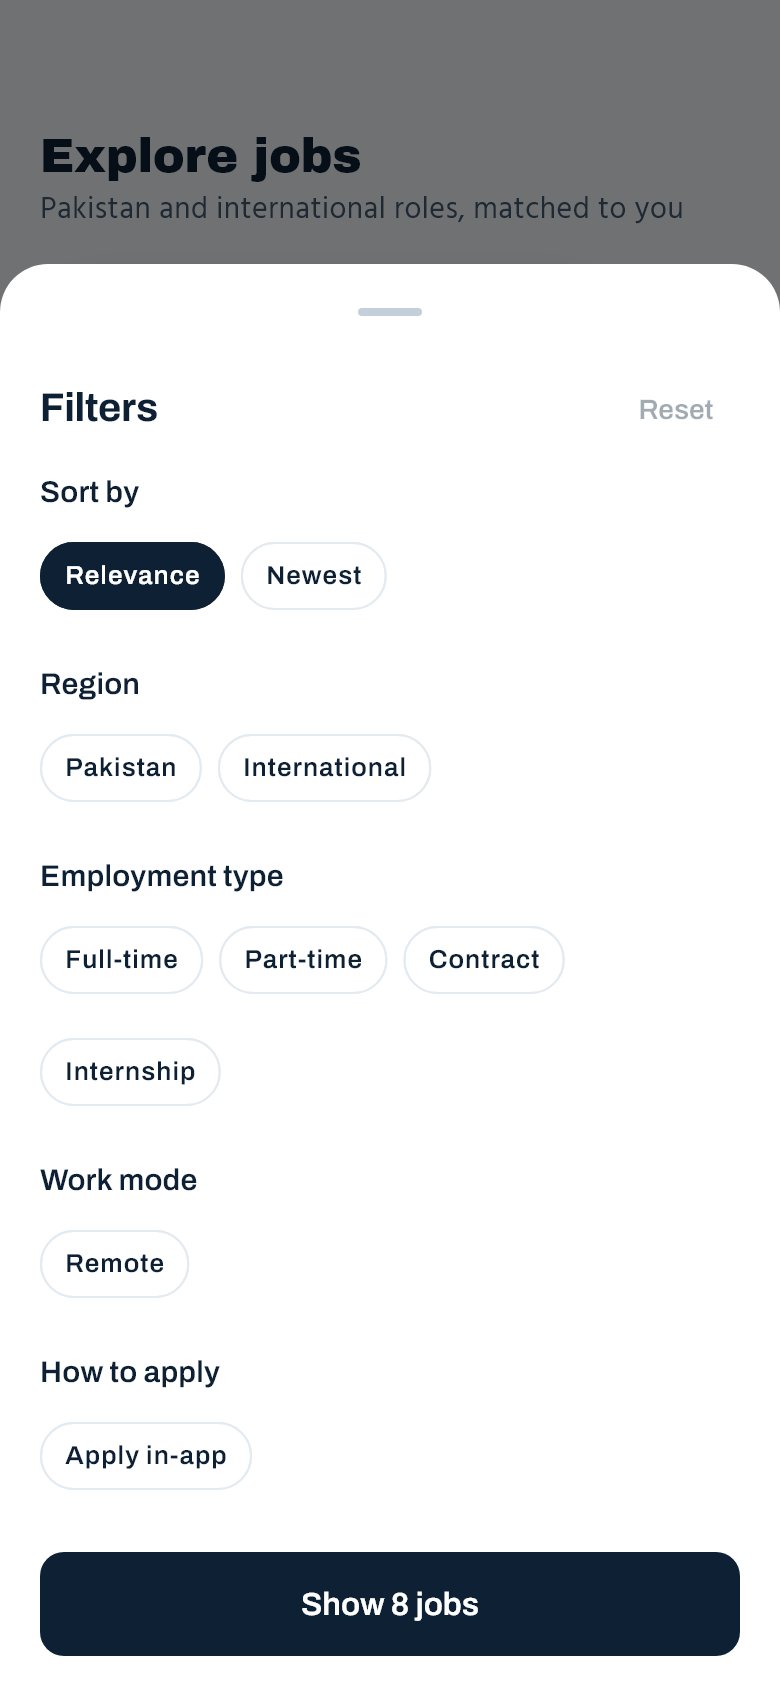 Explore jobs
Pakistan and international roles, matched to you
Filters
Reset
Sort by
Relevance
Newest
Region
Pakistan
International
Employment type
Full-time
Part-time
Contract
Internship
Work mode
Remote
How to apply
Apply in-app
Show 8 jobs